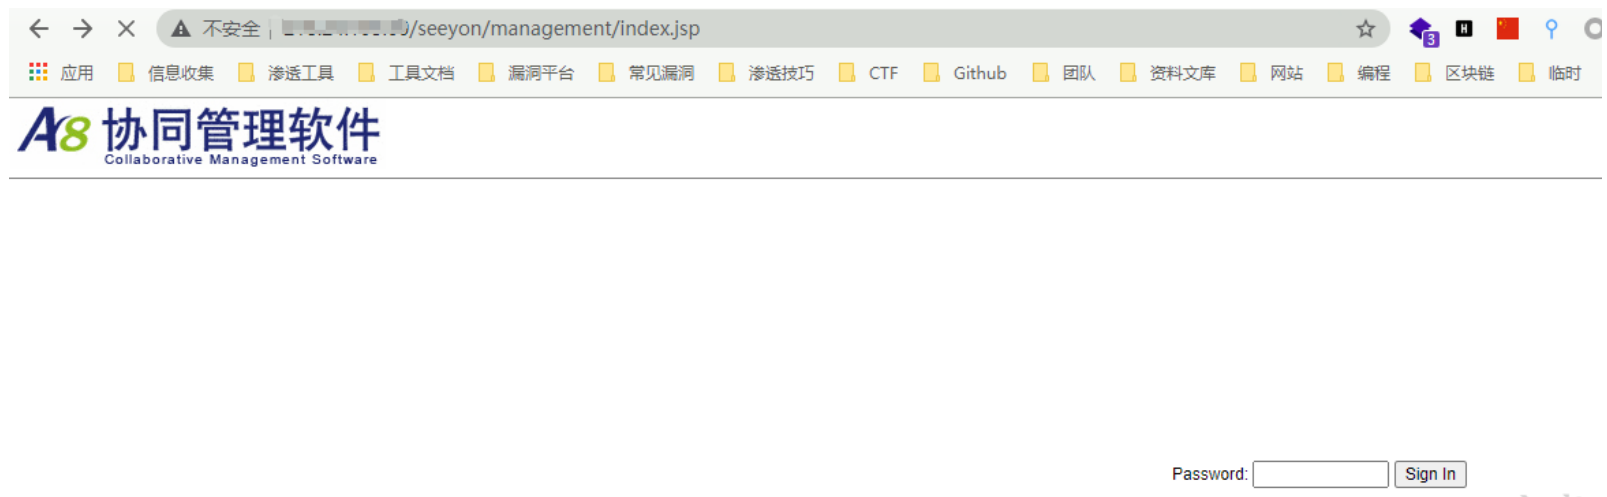 不安全 /seeyon/management/index.jsp
3 H
应用 信息收集 渗透工具 工具文档 漏洞平台 常见漏洞 渗透技巧 CTF Github 团队 资料文库 网站 编程 区块链 临时
A8 协同管理软件
Collaborative Management Software
Password: Sign In